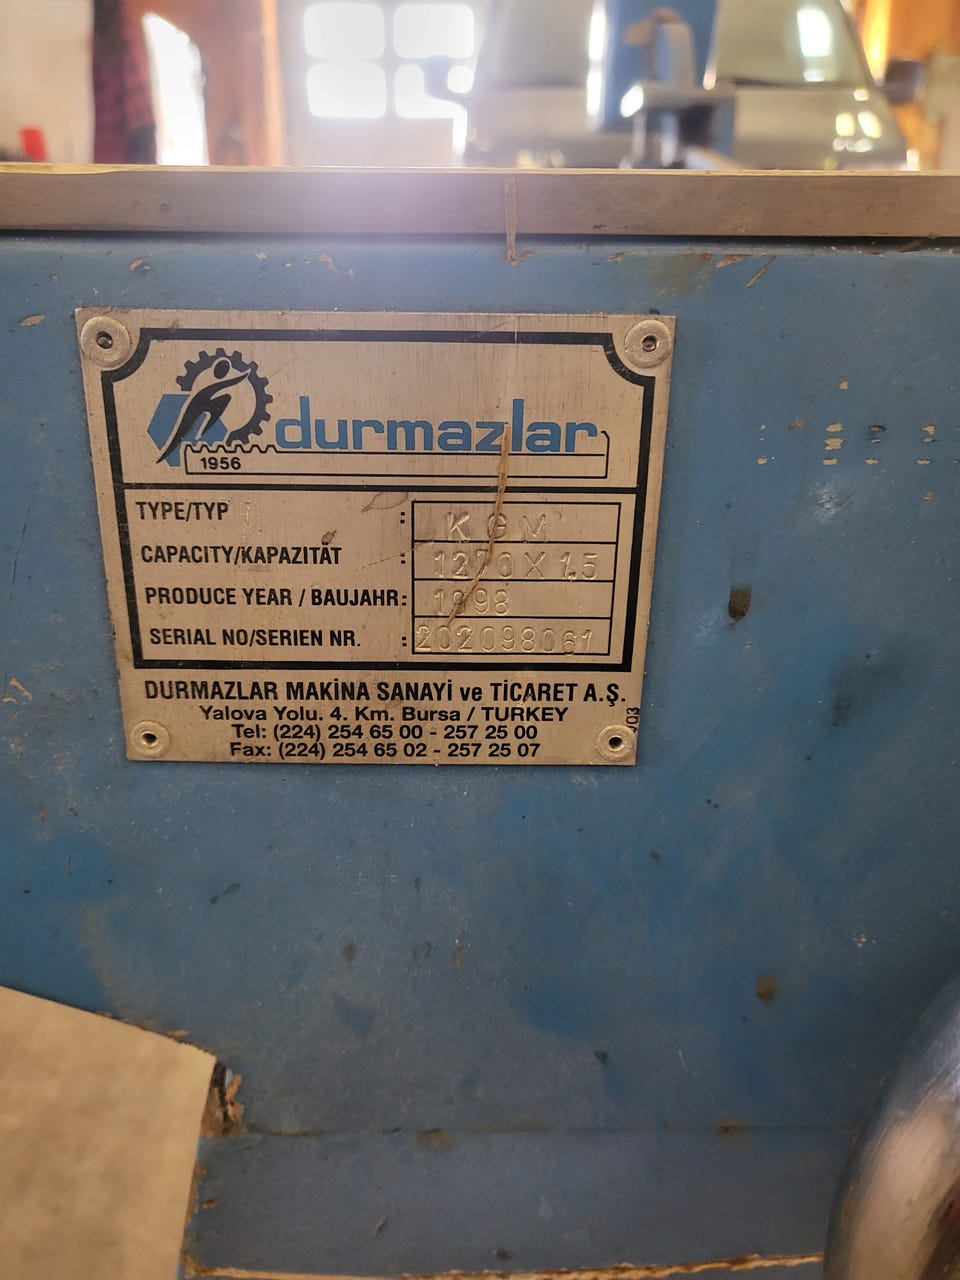 durmazlar
1956
TYPE/TYP : KGM
CAPACITY/KAPAZITÄT : 1270 X 1.5
PRODUCE YEAR / BAUJAHR: 1998
SERIAL NO/SERIEN NR. : 202098061
DURMAZLAR MAKİNA SANAYİ ve TİCARET A.Ş.
Yalova Yolu. 4. Km. Bursa / TURKEY
Tel: (224) 254 65 00 - 257 25 00
Fax: (224) 254 65 02 - 257 25 07